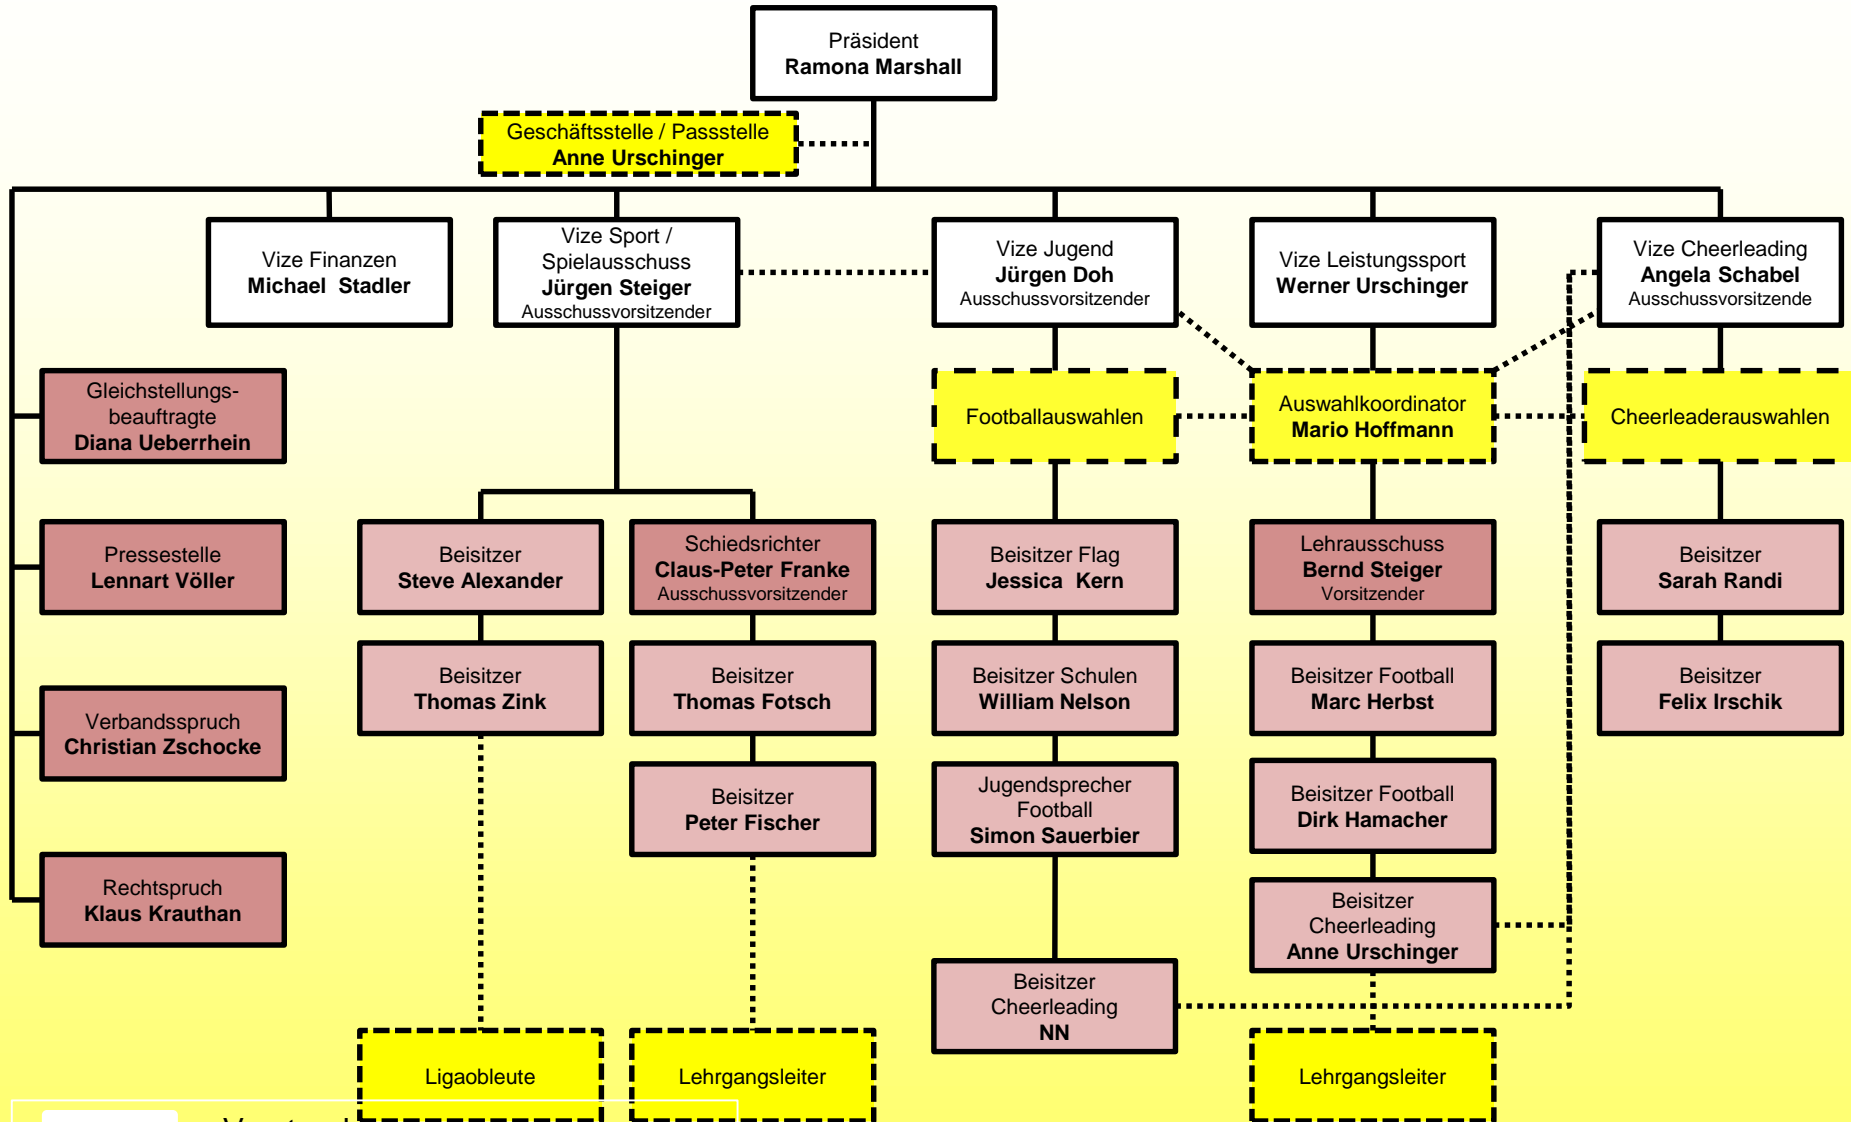 Präsident
Ramona Marshall
Geschäftsstelle / Passstelle
Anne Urschinger
Vize Finanzen
Michael Stadler
Vize Sport /
Spielausschuss
Jürgen Steiger
Ausschussvorsitzender
Vize Jugend
Jürgen Doh
Ausschussvorsitzender
Vize Leistungssport
Werner Urschinger
Vize Cheerleading
Angela Schabel
Ausschussvorsitzende
Gleichstellungs-
beauftragte
Diana Ueberrhein
Footballauswahlen
Auswahlkoordinator
Mario Hoffmann
Cheerleaderauswahlen
Pressestelle
Lennart Völler
Beisitzer
Steve Alexander
Schiedsrichter
Claus-Peter Franke
Ausschussvorsitzender
Beisitzer Flag
Jessica Kern
Lehrausschuss
Bernd Steiger
Vorsitzender
Beisitzer
Sarah Randi
Beisitzer
Thomas Zink
Beisitzer
Thomas Fotsch
Beisitzer Schulen
William Nelson
Beisitzer Football
Marc Herbst
Beisitzer
Felix Irschik
Verbandsspruch
Christian Zschocke
Beisitzer
Peter Fischer
Jugendsprecher
Football
Simon Sauerbier
Beisitzer Football
Dirk Hamacher
Rechtspruch
Klaus Krauthan
Beisitzer
Cheerleading
Anne Urschinger
Beisitzer
Cheerleading
NN
Ligaobleute
Lehrgangsleiter
Lehrgangsleiter